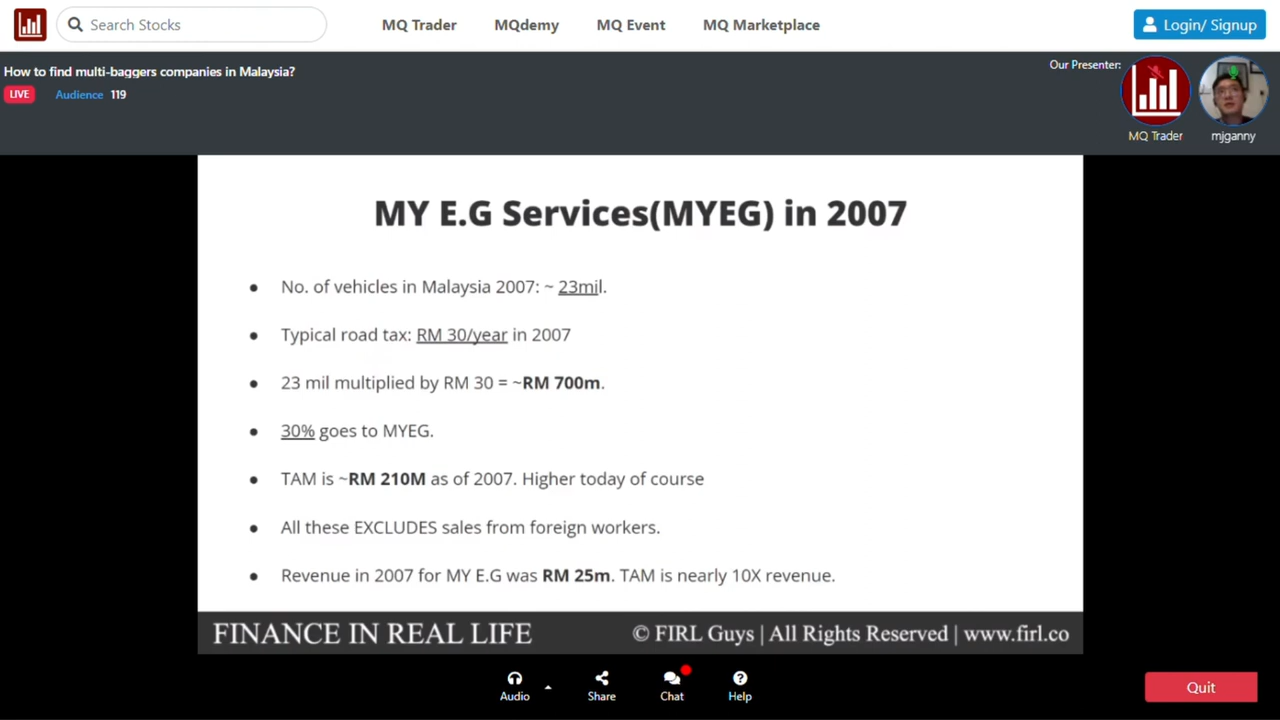 Search Stocks
MQ Trader
MQdemy
MQ Event
MQ Marketplace
Login/ Signup
How to find multi-baggers companies in Malaysia?
LIVE
Audience 119
Our Presenter:
MQ Trader
mjganny
MY E.G Services(MYEG) in 2007
● No. of vehicles in Malaysia 2007: ~ 23mil.
● Typical road tax: RM 30/year in 2007
● 23 mil multiplied by RM 30 = ~RM 700m.
● 30% goes to MYEG.
● TAM is ~RM 210M as of 2007. Higher today of course
● All these EXCLUDES sales from foreign workers.
● Revenue in 2007 for MY E.G was RM 25m. TAM is nearly 10X revenue.
FINANCE IN REAL LIFE
© FIRL Guys | All Rights Reserved | www.firl.co
Audio
Share
Chat
Help
Quit